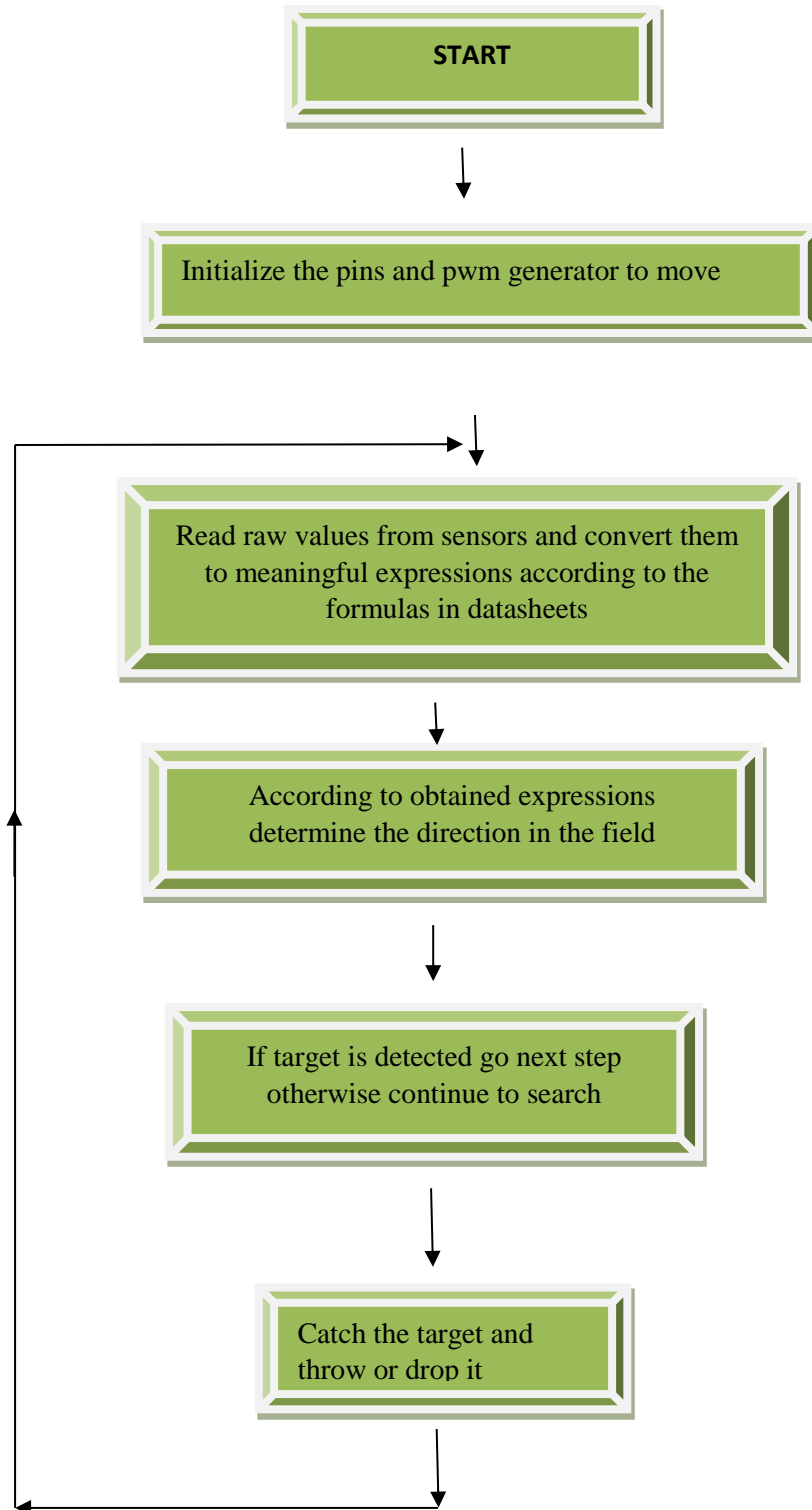 START
Initialize the pins and pwm generator to move
Read raw values from sensors and convert them
to meaningful expressions according to the
formulas in datasheets
According to obtained expressions
determine the direction in the field
If target is detected go next step
otherwise continue to search
Catch the target and
throw or drop it